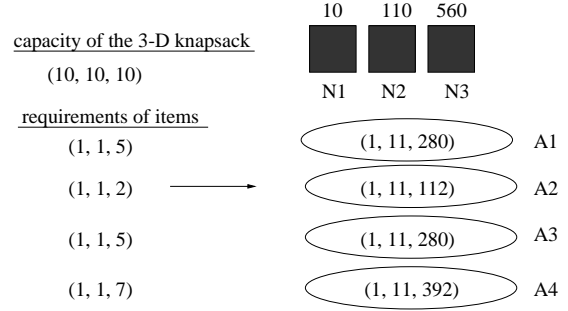 10 110 560
capacity of the 3-D knapsack
(10, 10, 10)
N1 N2 N3
requirements of items
(1, 1, 5) (1, 11, 280) A1
(1, 1, 2) (1, 11, 112) A2
(1, 1, 5) (1, 11, 280) A3
(1, 1, 7) (1, 11, 392) A4